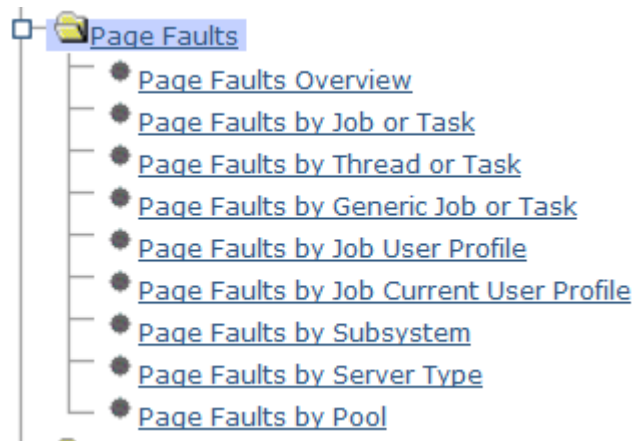 Page Faults
Page Faults Overview
Page Faults by Job or Task
Page Faults by Thread or Task
Page Faults by Generic Job or Task
Page Faults by Job User Profile
Page Faults by Job Current User Profile
Page Faults by Subsystem
Page Faults by Server Type
Page Faults by Pool